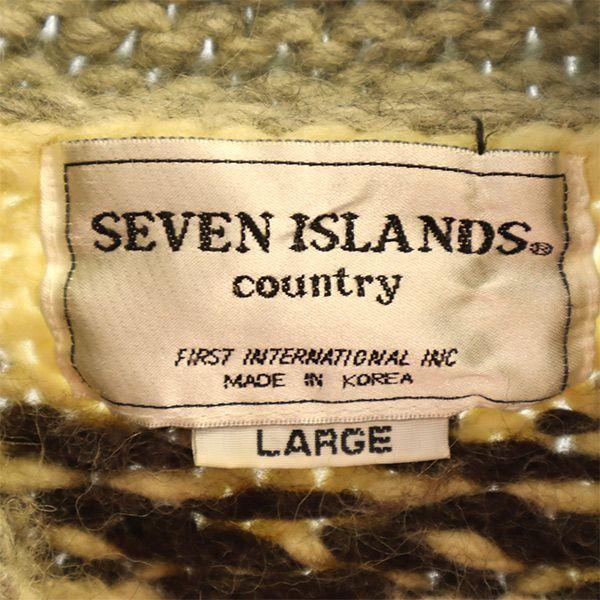 SEVEN ISLANDS®
country
FIRST INTERNATIONAL INC
MADE IN KOREA
LARGE